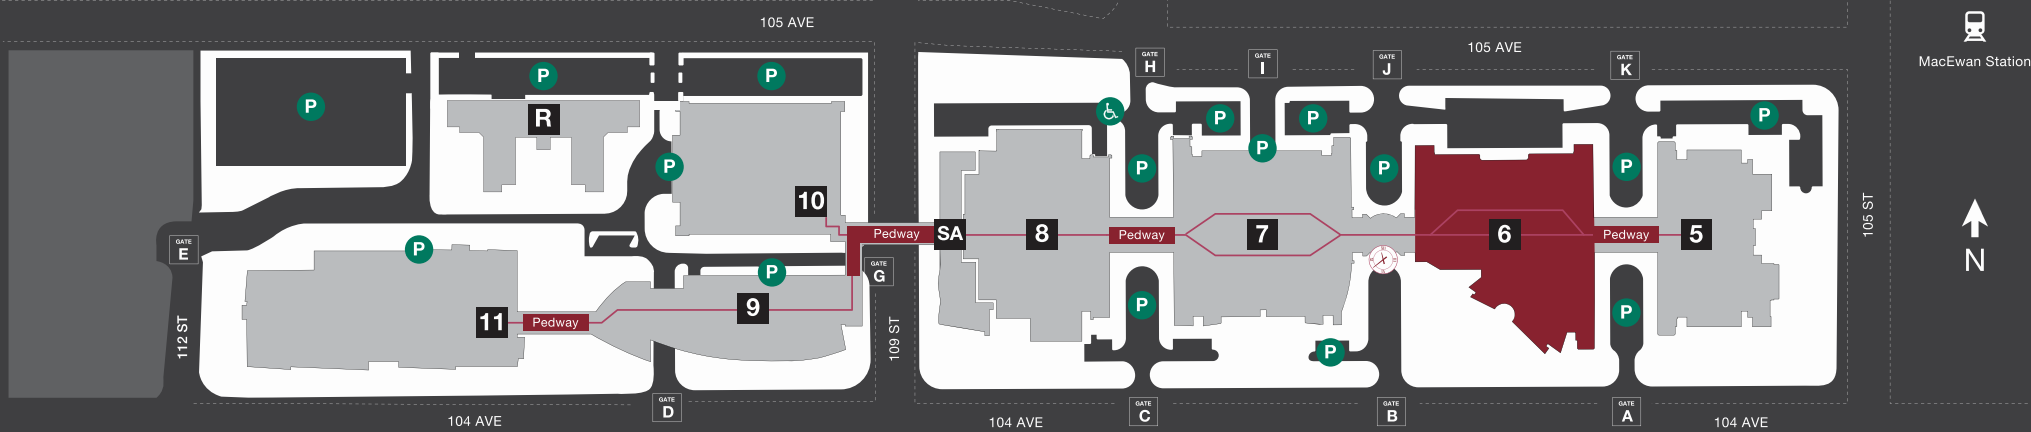 105 AVE
105 AVE
MacEwan Station
GATE
H
GATE
I
GATE
J
GATE
K
P
P
P
R
P
P
P
P
P
P
P
P
P
10
Pedway
SA
8
Pedway
7
6
Pedway
5
105 ST
N
GATE
E
P
P
GATE
G
9
11
Pedway
P
P
P
112 ST
109 ST
GATE
D
GATE
C
GATE
B
GATE
A
104 AVE
104 AVE
104 AVE